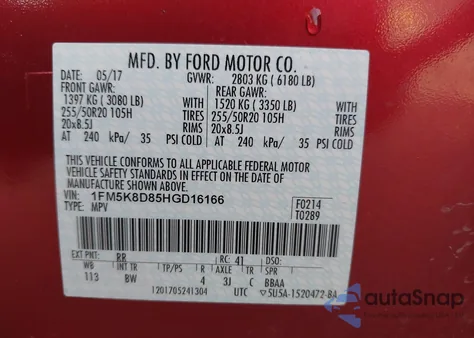 MFD. BY FORD MOTOR CO.
DATE: 05/17 GVWR: 2803 KG ( 6180 LB)
FRONT GAWR: REAR GAWR:
1397 KG ( 3080 LB) WITH 1520 KG ( 3350 LB) WITH
255/50R20 105H TIRES 255/50R20 105H TIRES
20x8.5J RIMS 20x8.5J RIMS
AT 240 kPa/ 35 PSI COLD AT 240 kPa/ 35 PSI COLD
THIS VEHICLE CONFORMS TO ALL APPLICABLE FEDERAL MOTOR
VEHICLE SAFETY STANDARDS IN EFFECT ON THE DATE OF
VIN: 1FM5K8D85HGD16166
TYPE: MPV
F0214
T0289
EXT PNT: RR RC: 41 DSO:
WB INT TR TP/PS R AXLE TR
113 BW 4 3J C BBAA
1201705241304 UTC 5U5A-1520472-BA
autoSnap